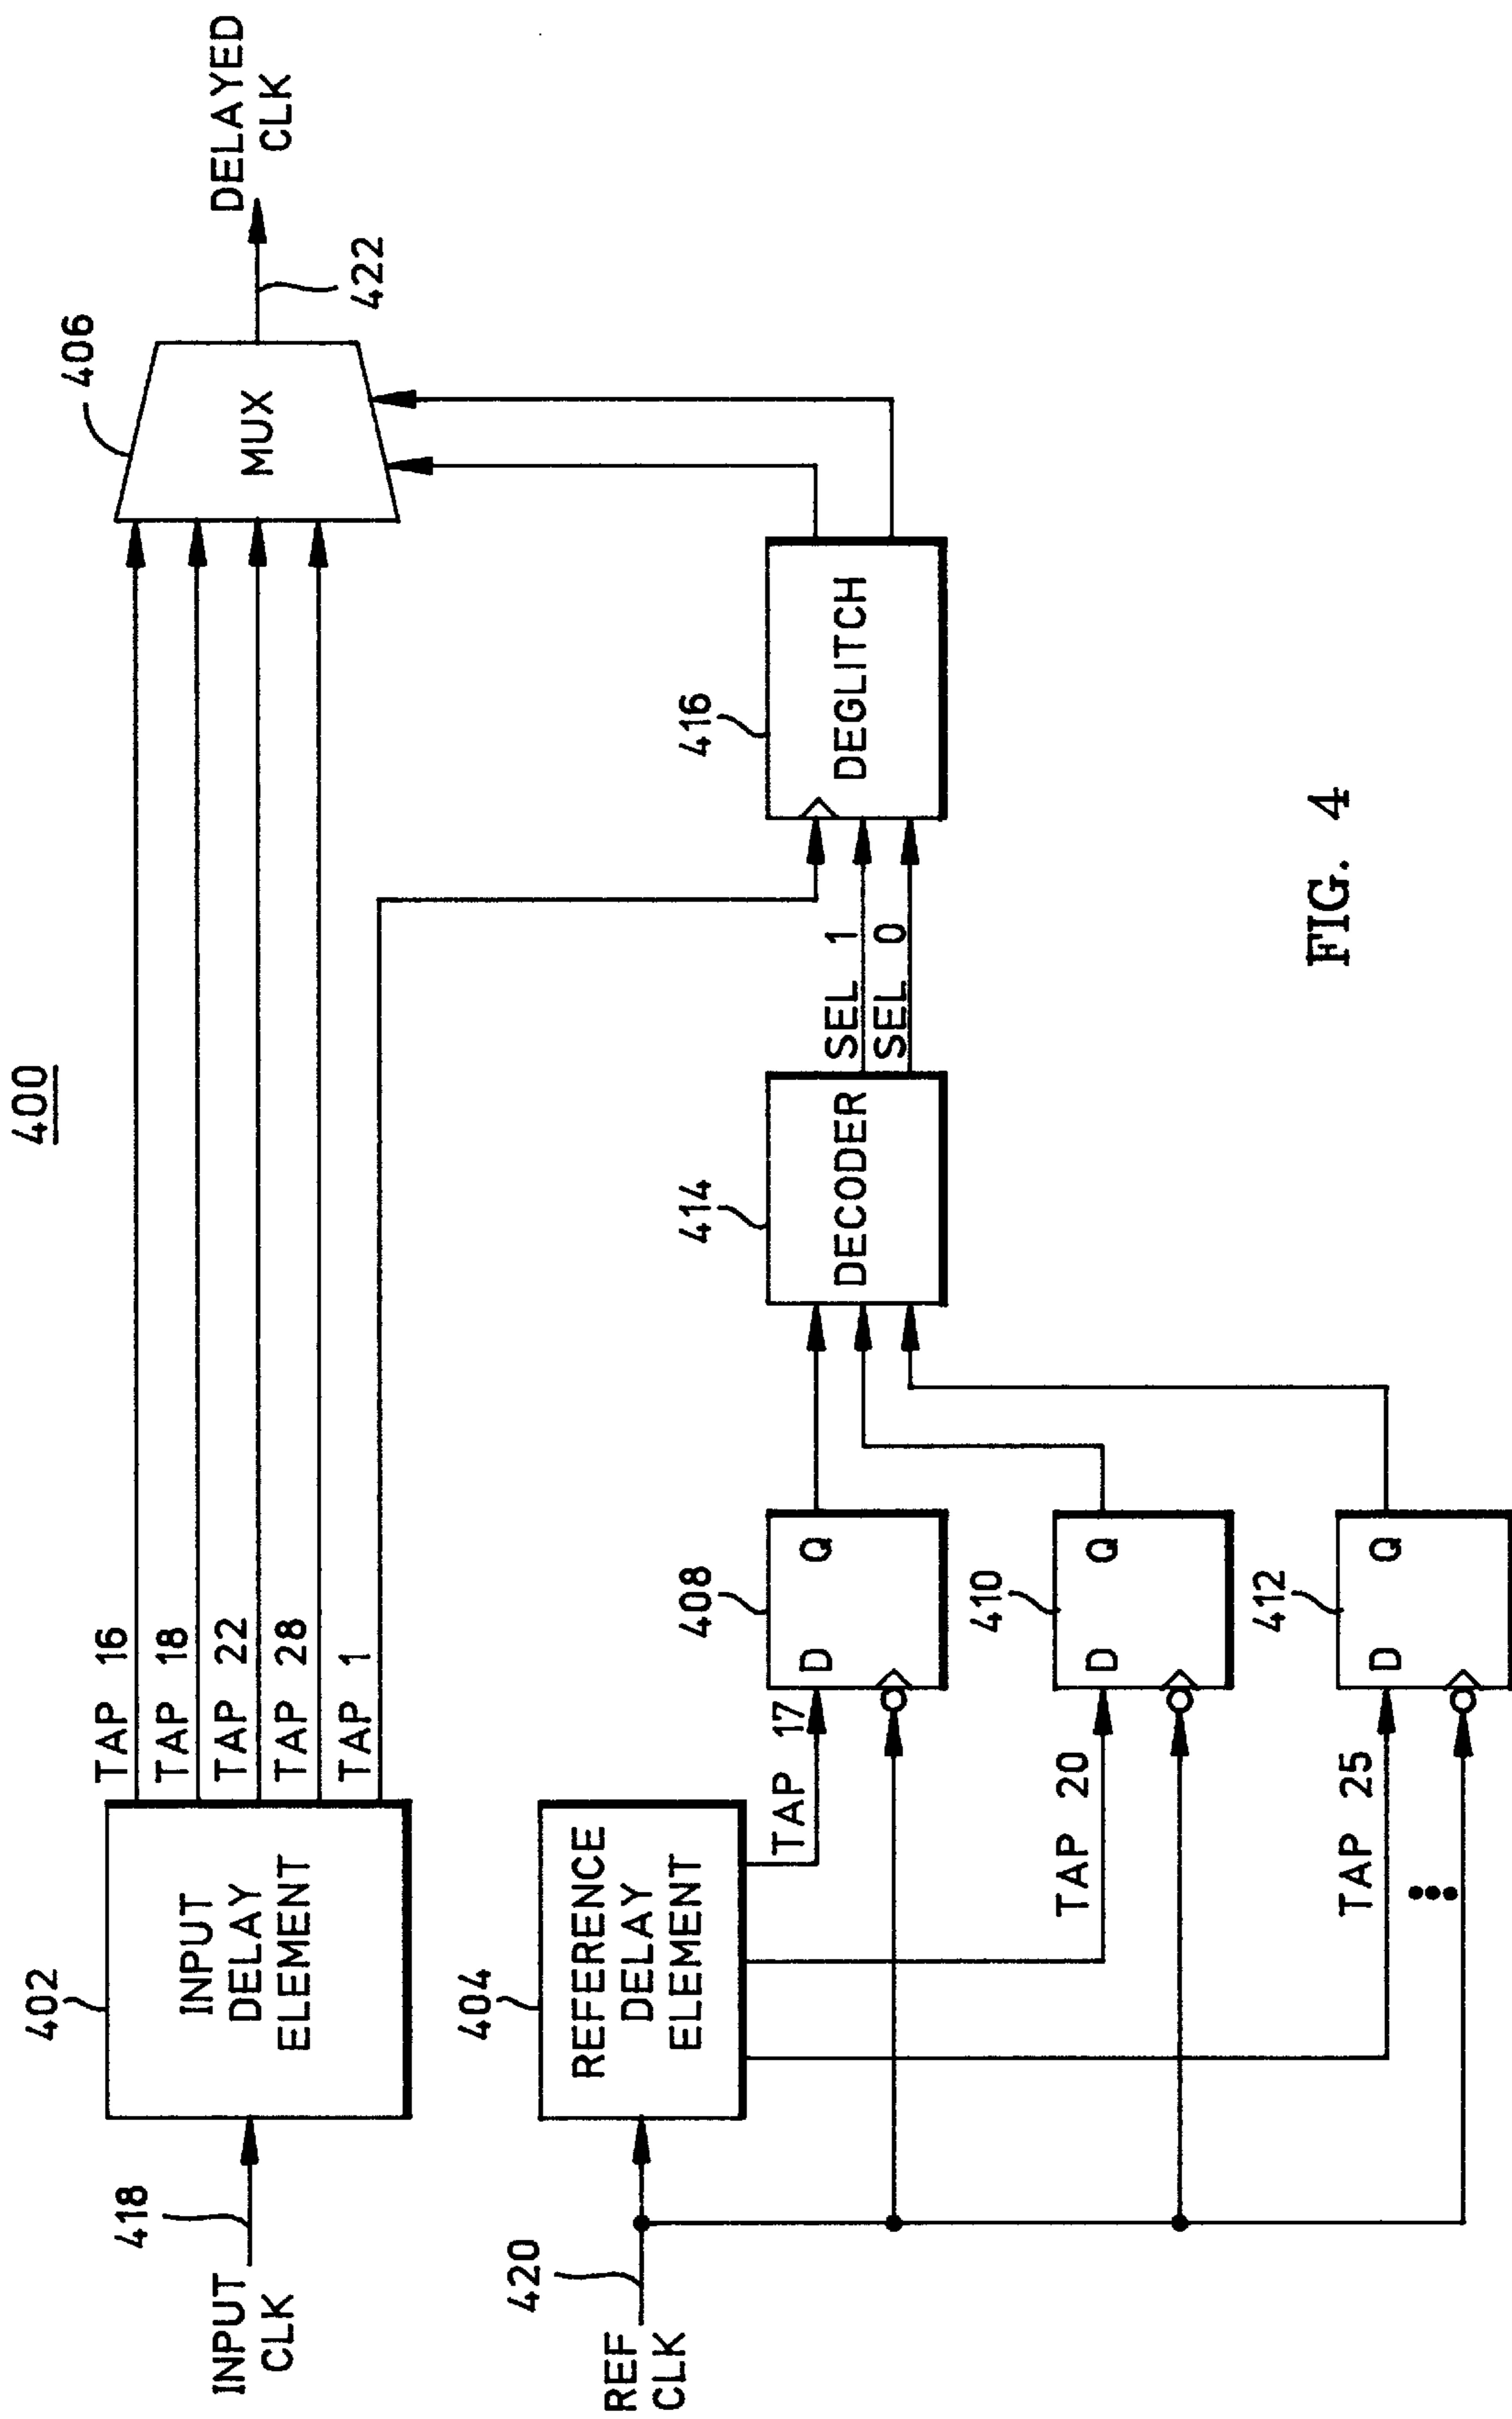 400
402
INPUT
DELAY
ELEMENT
418
INPUT
CLK
TAP 16
TAP 18
TAP 22
TAP 28
TAP 1
406
MUX
422
DELAYED
CLK
404
REFERENCE
DELAY
ELEMENT
420
REF
CLK
TAP 17
408
D Q
TAP 20
410
D Q
TAP 25
412
D Q
414
DECODER
SEL 1
SEL 0
416
DEGLITCH
FIG. 4